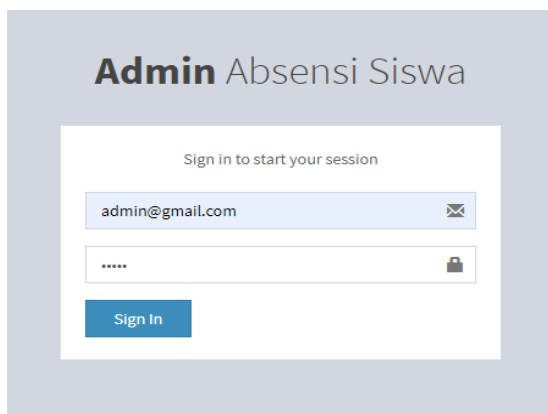 Admin Absensi Siswa
Sign in to start your session
admin@gmail.com
•••••
Sign In